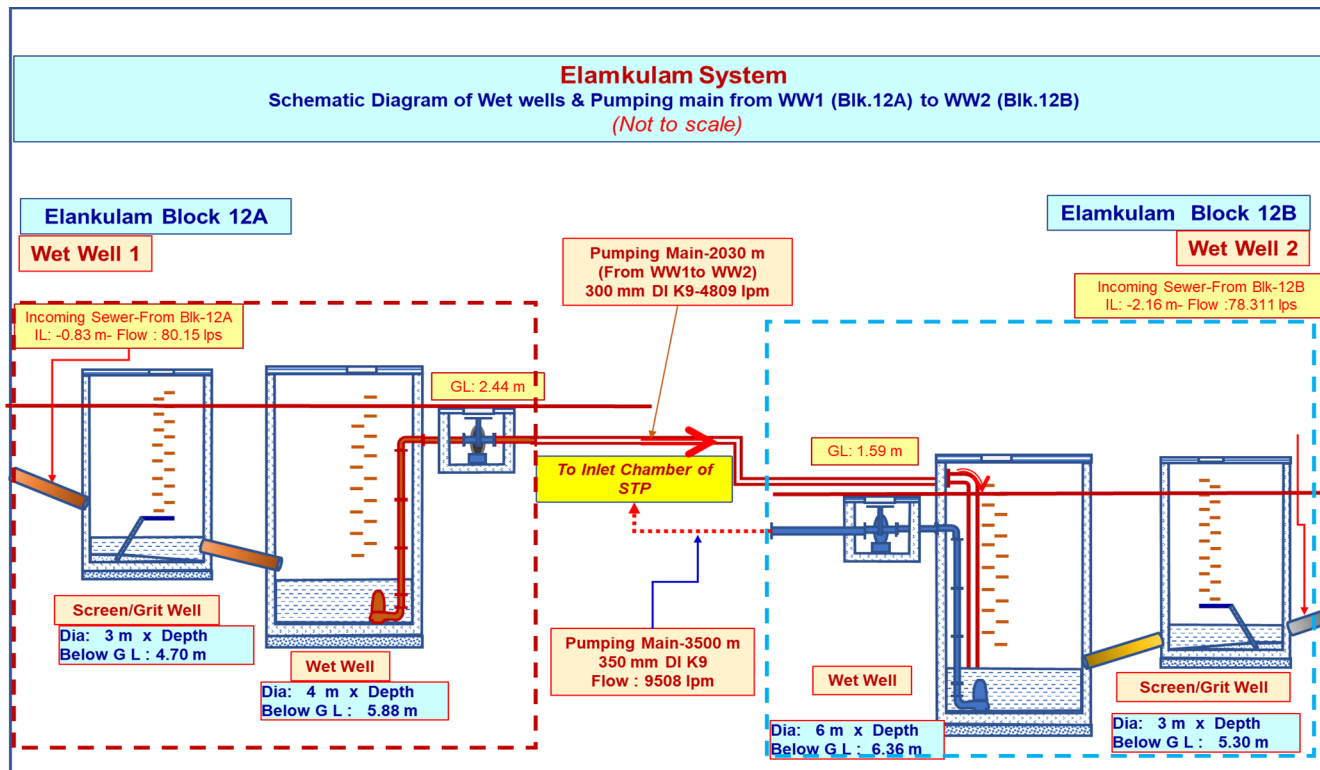 Elamkulam System
Schematic Diagram of Wet wells & Pumping main from WW1 (Blk.12A) to WW2 (Blk.12B)
(Not to scale)
Elankulam Block 12A
Wet Well 1
Elamkulam Block 12B
Wet Well 2
Pumping Main-2030 m
(From WW1to WW2)
300 mm DI K9-4809 lpm
Incoming Sewer-From Blk-12A
IL: -0.83 m- Flow : 80.15 lps
Incoming Sewer-From Blk-12B
IL: -2.16 m- Flow :78.311 lps
GL: 2.44 m
GL: 1.59 m
To Inlet Chamber of
STP
Screen/Grit Well
Dia: 3 m x Depth
Below G L : 4.70 m
Wet Well
Dia: 4 m x Depth
Below G L : 5.88 m
Pumping Main-3500 m
350 mm DI K9
Flow : 9508 lpm
Wet Well
Dia: 6 m x Depth
Below G L : 6.36 m
Screen/Grit Well
Dia: 3 m x Depth
Below G L : 5.30 m